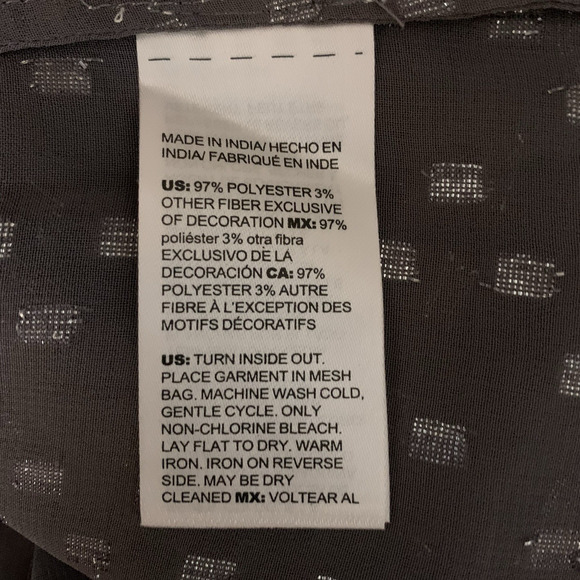 MADE IN INDIA/ HECHO EN
INDIA/ FABRIQUÉ EN INDE
US: 97% POLYESTER 3%
OTHER FIBER EXCLUSIVE
OF DECORATION MX: 97%
poliéster 3% otra fibra
EXCLUSIVO DE LA
DECORACIÓN CA: 97%
POLYESTER 3% AUTRE
FIBRE À L'EXCEPTION DES
MOTIFS DÉCORATIFS
US: TURN INSIDE OUT.
PLACE GARMENT IN MESH
BAG. MACHINE WASH COLD,
GENTLE CYCLE. ONLY
NON-CHLORINE BLEACH.
LAY FLAT TO DRY. WARM
IRON. IRON ON REVERSE
SIDE. MAY BE DRY
CLEANED MX: VOLTEAR AL